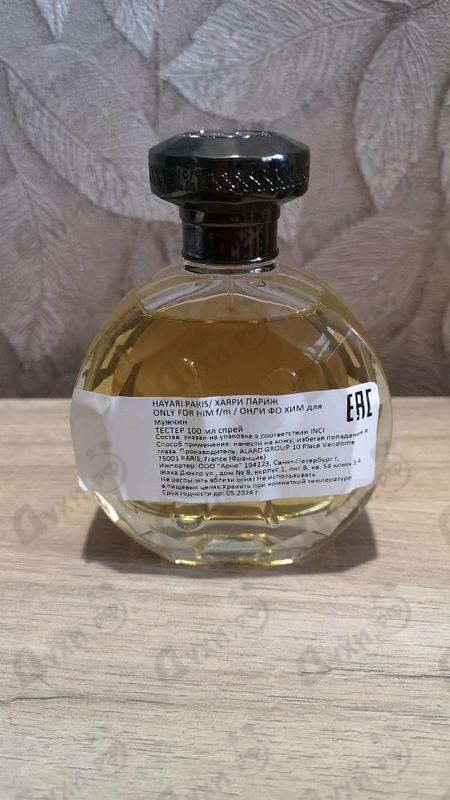 HAYARI PARIS/ ХАЯРИ ПАРИЖ
ONLY FOR HIM f/m / ОНЛИ ФО ХИМ для
мужчин
ТЕСТЕР 100 мл спрей
Состав: указан на упаковке в соответствии INCI
Способ применения: нанести на кожу, избегая попадания в
глаза. Производитель: ALARD GROUP 10 Place Vendome
75001 PARIS, France (Франция)
Импортер: ООО "Арно" 194223, Санкт-Петербург г,
Жака Дюкло ул., дом № 8, корпус 1, лит.В, кв. 54 комн 3,4
Не распылять вблизи огня! Не использовать
в пищевых целях.Хранить при комнатной температуре
Срок годности до: 05.2024 г.
EAC
Духи.рф